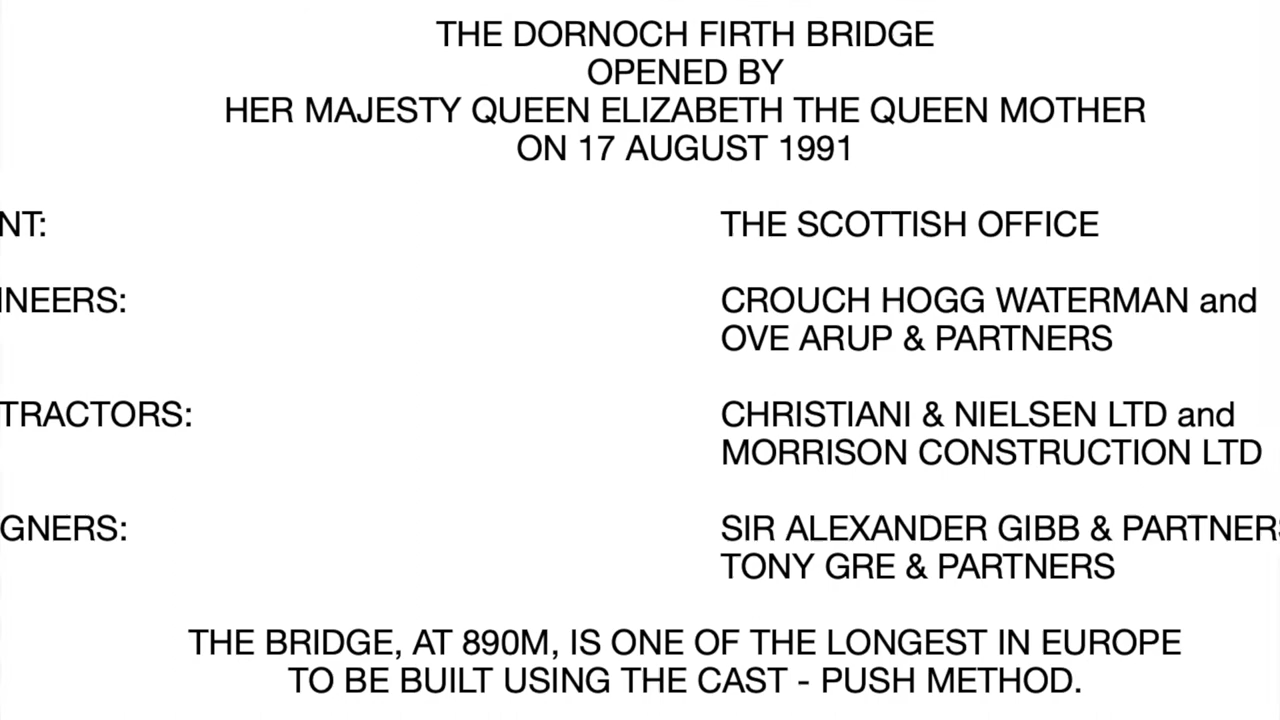 THE DORNOCH FIRTH BRIDGE
OPENED BY
HER MAJESTY QUEEN ELIZABETH THE QUEEN MOTHER
ON 17 AUGUST 1991
NT: THE SCOTTISH OFFICE
INEERS: CROUCH HOGG WATERMAN and
OVE ARUP & PARTNERS
TRACTORS: CHRISTIANI & NIELSEN LTD and
MORRISON CONSTRUCTION LTD
GNERS: SIR ALEXANDER GIBB & PARTNERS
TONY GRE & PARTNERS
THE BRIDGE, AT 890M, IS ONE OF THE LONGEST IN EUROPE
TO BE BUILT USING THE CAST - PUSH METHOD.